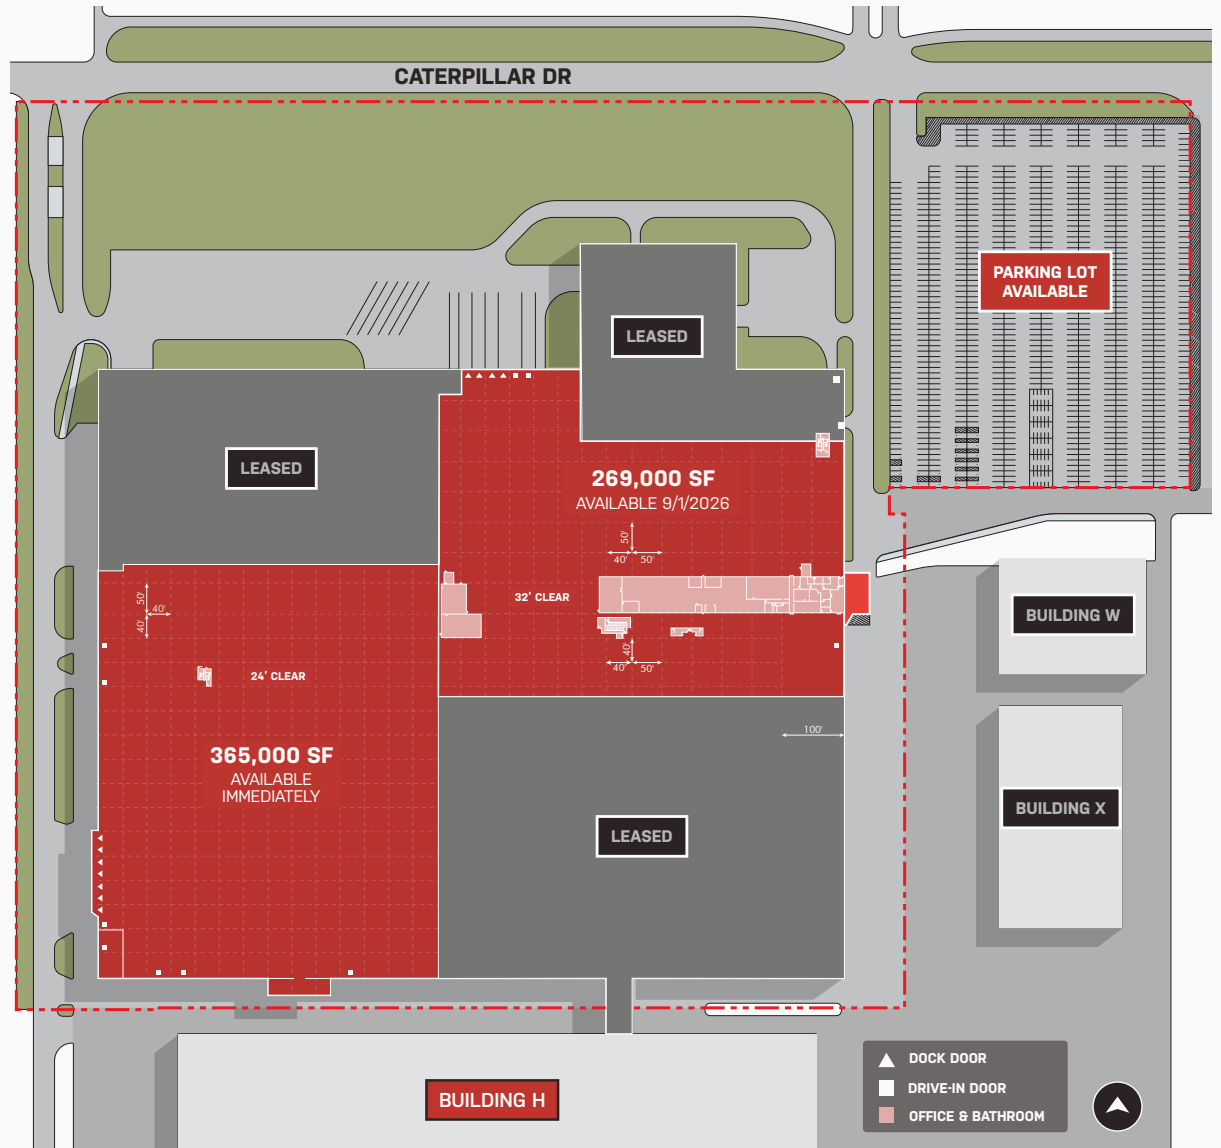 CATERPILLAR DR
PARKING LOT
AVAILABLE
LEASED
LEASED
269,000 SF
AVAILABLE 9/1/2026
50'
40'
50'
32' CLEAR
50'
40'
40'
40'
40'
50'
24' CLEAR
365,000 SF
AVAILABLE
IMMEDIATELY
100'
LEASED
BUILDING W
BUILDING X
BUILDING H
DOCK DOOR
DRIVE-IN DOOR
OFFICE & BATHROOM